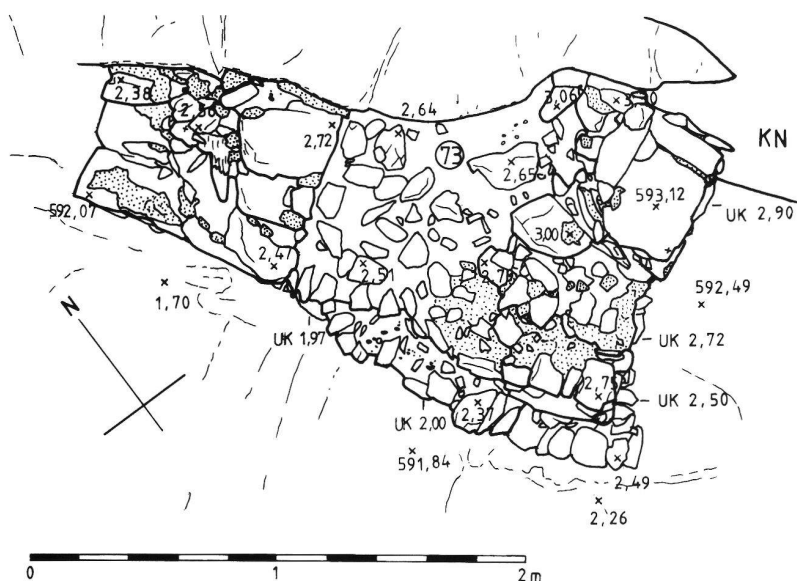 2,38
2,64
3,06
2,72
73
KN
2,656
592,07
593,12
UK 2,90
3,00
2,47
2,51
1,70
592,49
N
UK 1,97
UK 2,72
2,75
UK 2,50
2,37
UK 2,00
591,84
2,49
2,26
0 1 2 m